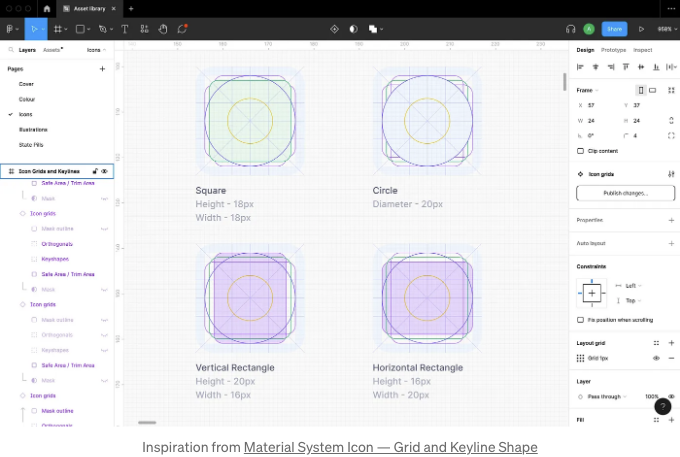 Asset library
T
Share
658%
Layers
Assets
Icons
Pages
Cover
Colour
Icons
Illustrations
State Fills
Icon Grids and Keylines
Safe Area / Trim Area
Mask
Icon grids
Mask outline
Orthogonals
Keyshapes
Safe Area / Trim Area
Mask
Icon grids
Mask outline
Orthogonals
Keyshapes
Safe Area / Trim Area
Mask
Icon grids
Mask outline
Orthogonals
Square
Height - 18px
Width - 18px
Circle
Diameter - 20px
Vertical Rectangle
Height - 20px
Width - 16px
Horizontal Rectangle
Height - 16px
Width - 20px
Design Prototype Inspect
Frame
X 57 Y 37
W 24 H 24
0° 4
Clip content
Icon grids
Publish changes...
Properties
Auto layout
Constraints
Left
Top
Fix position when scrolling
Layout grid
Grid 1px
Layer
Pass through 100%
Fill
?
Inspiration from Material System Icon — Grid and Keyline Shape